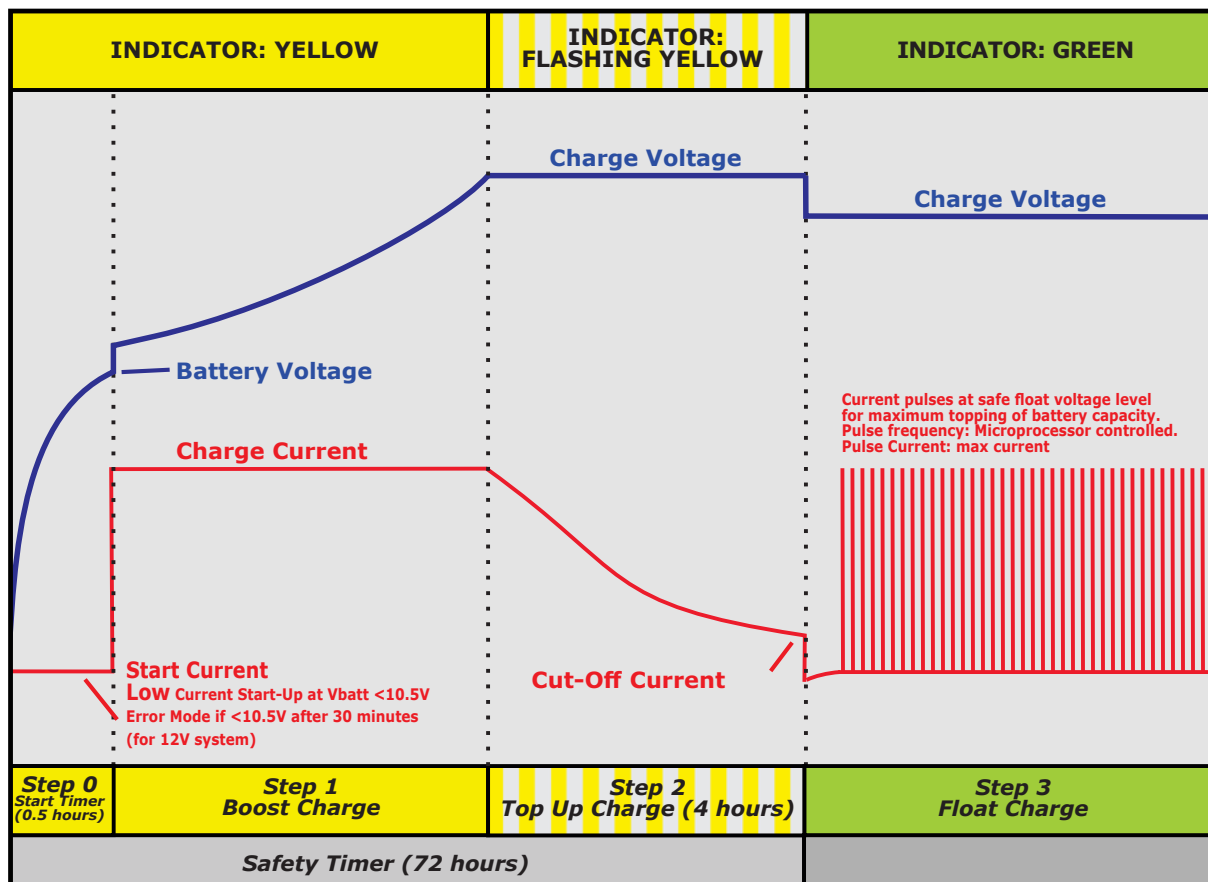 INDICATOR: YELLOW
INDICATOR:
FLASHING YELLOW
INDICATOR: GREEN
Charge Voltage
Charge Voltage
Battery Voltage
Current pulses at safe float voltage level
for maximum topping of battery capacity.
Pulse frequency: Microprocessor controlled.
Pulse Current: max current
Charge Current
Start Current
Low Current Start-Up at Vbatt <10.5V
Error Mode if <10.5V after 30 minutes
(for 12V system)
Cut-Off Current
Step 0
Start Timer
(0.5 hours)
Step 1
Boost Charge
Step 2
Top Up Charge (4 hours)
Step 3
Float Charge
Safety Timer (72 hours)